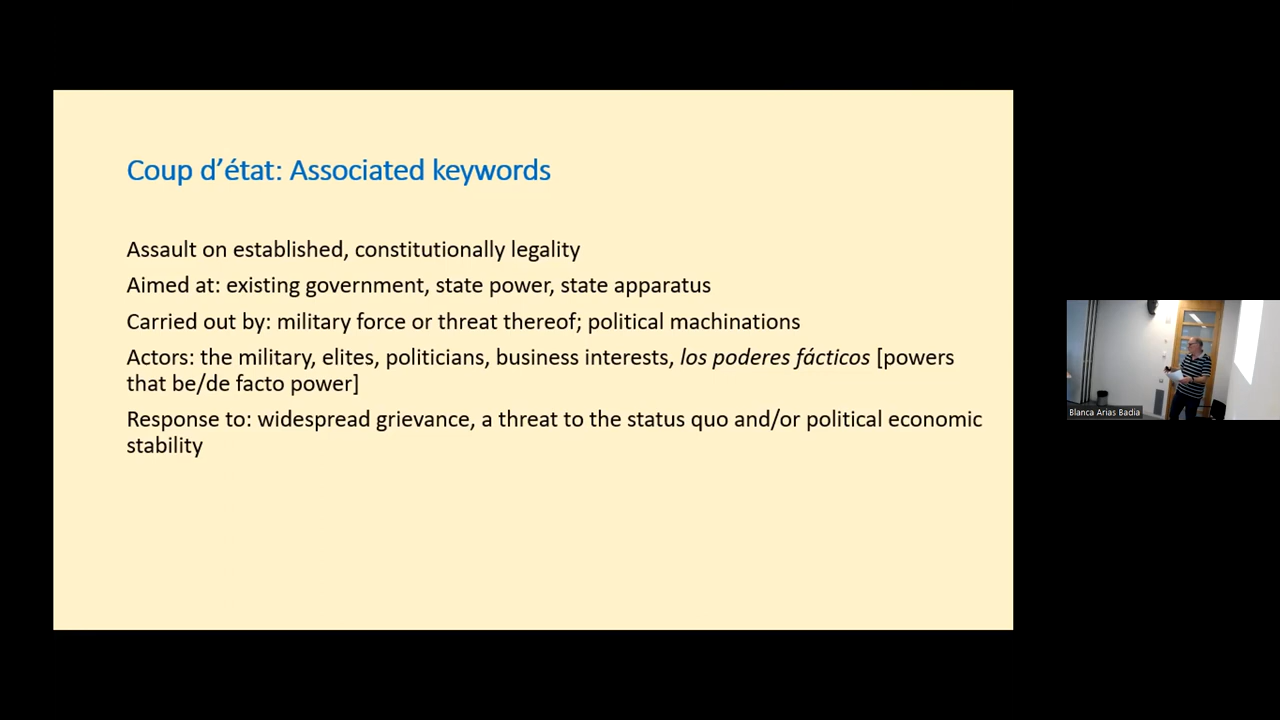 Coup d’état: Associated keywords
Assault on established, constitutionally legality
Aimed at: existing government, state power, state apparatus
Carried out by: military force or threat thereof; political machinations
Actors: the military, elites, politicians, business interests, los poderes fácticos [powers
that be/de facto power]
Response to: widespread grievance, a threat to the status quo and/or political economic
stability
Blanca Arias Badia